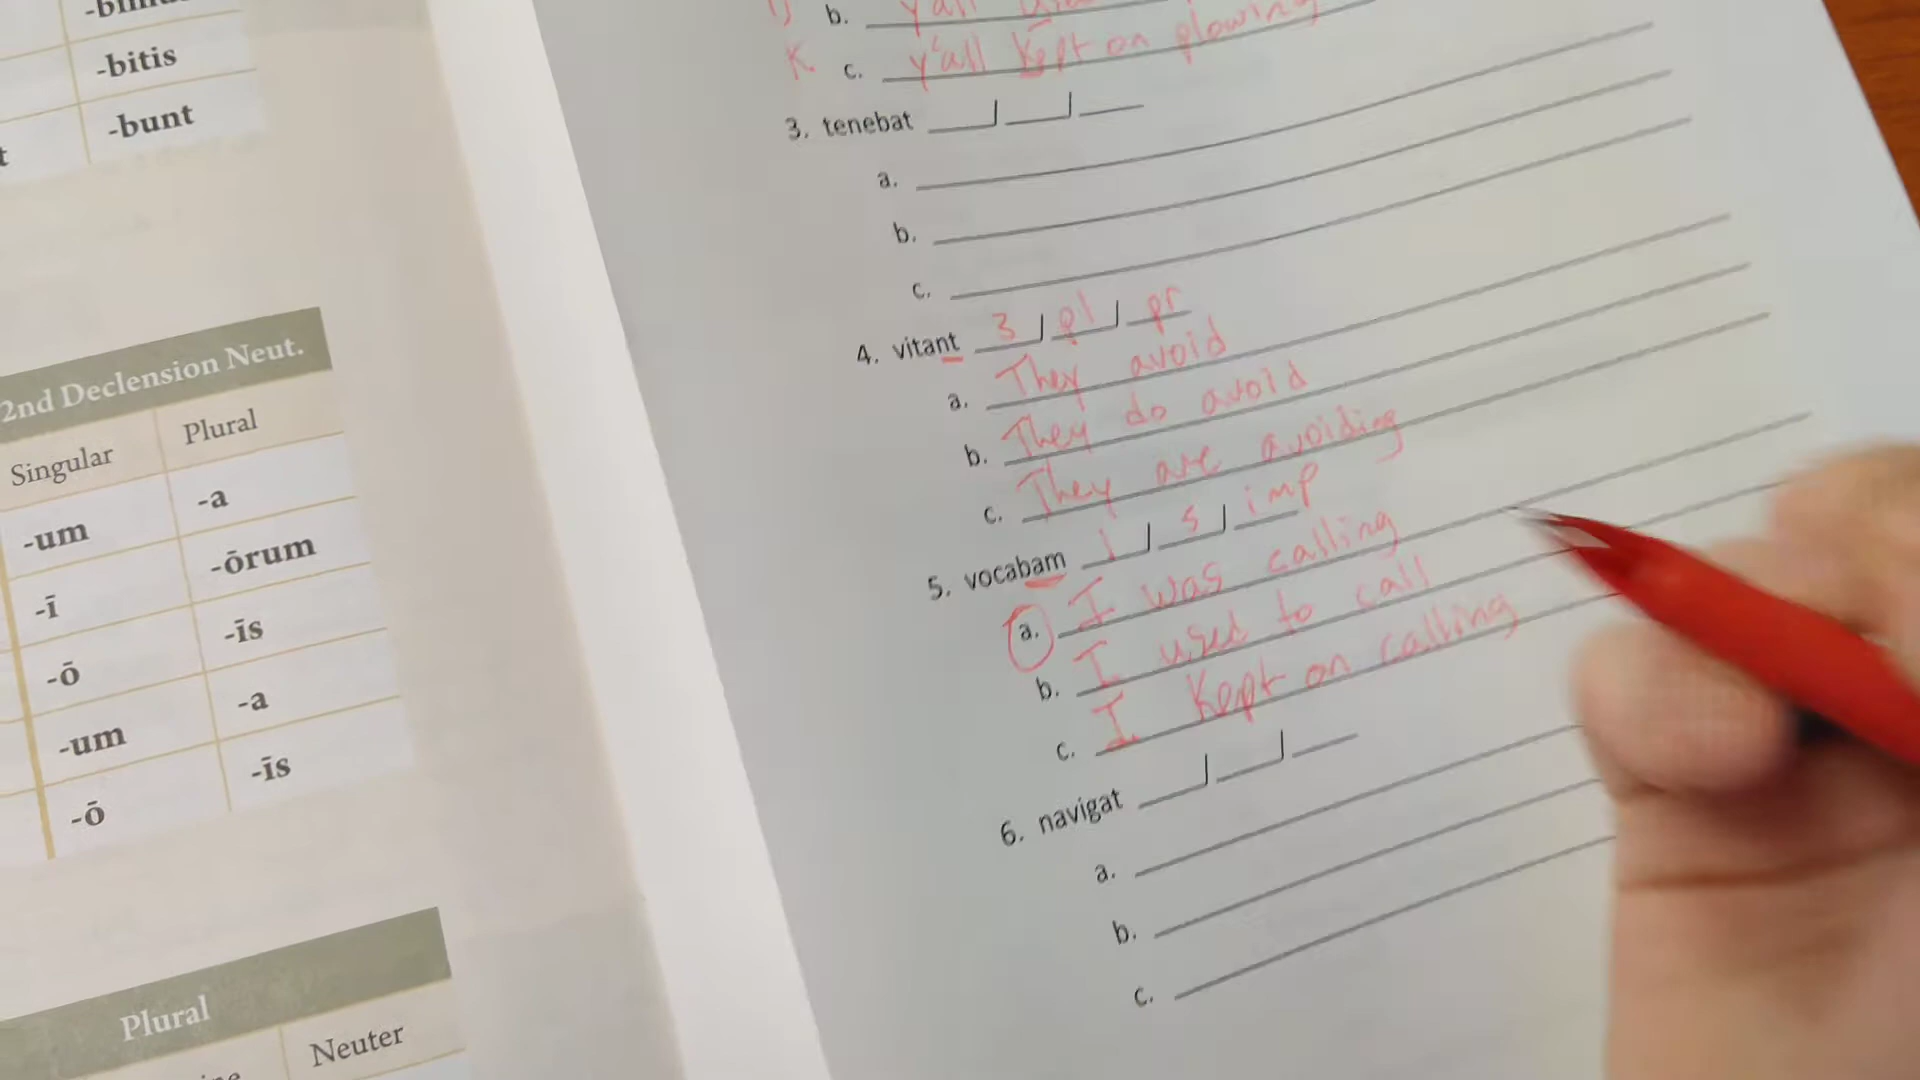 -bitis
-bunt
2nd Declension Neut.
Singular Plural
-um -a
-ī -ōrum
-ō -īs
-um -a
-ō -īs
Plural
Neuter
b. y'all
K. c. y'all kept on plowing
3. tenebat
a.
b.
c.
4. vitant 3 / pl / pr
a. They avoid
b. They do avoid
c. They are avoiding
5. vocabam 1 / s / imp
a. I was calling
b. I used to call
c. I kept on calling
6. navigat
a.
b.
c.